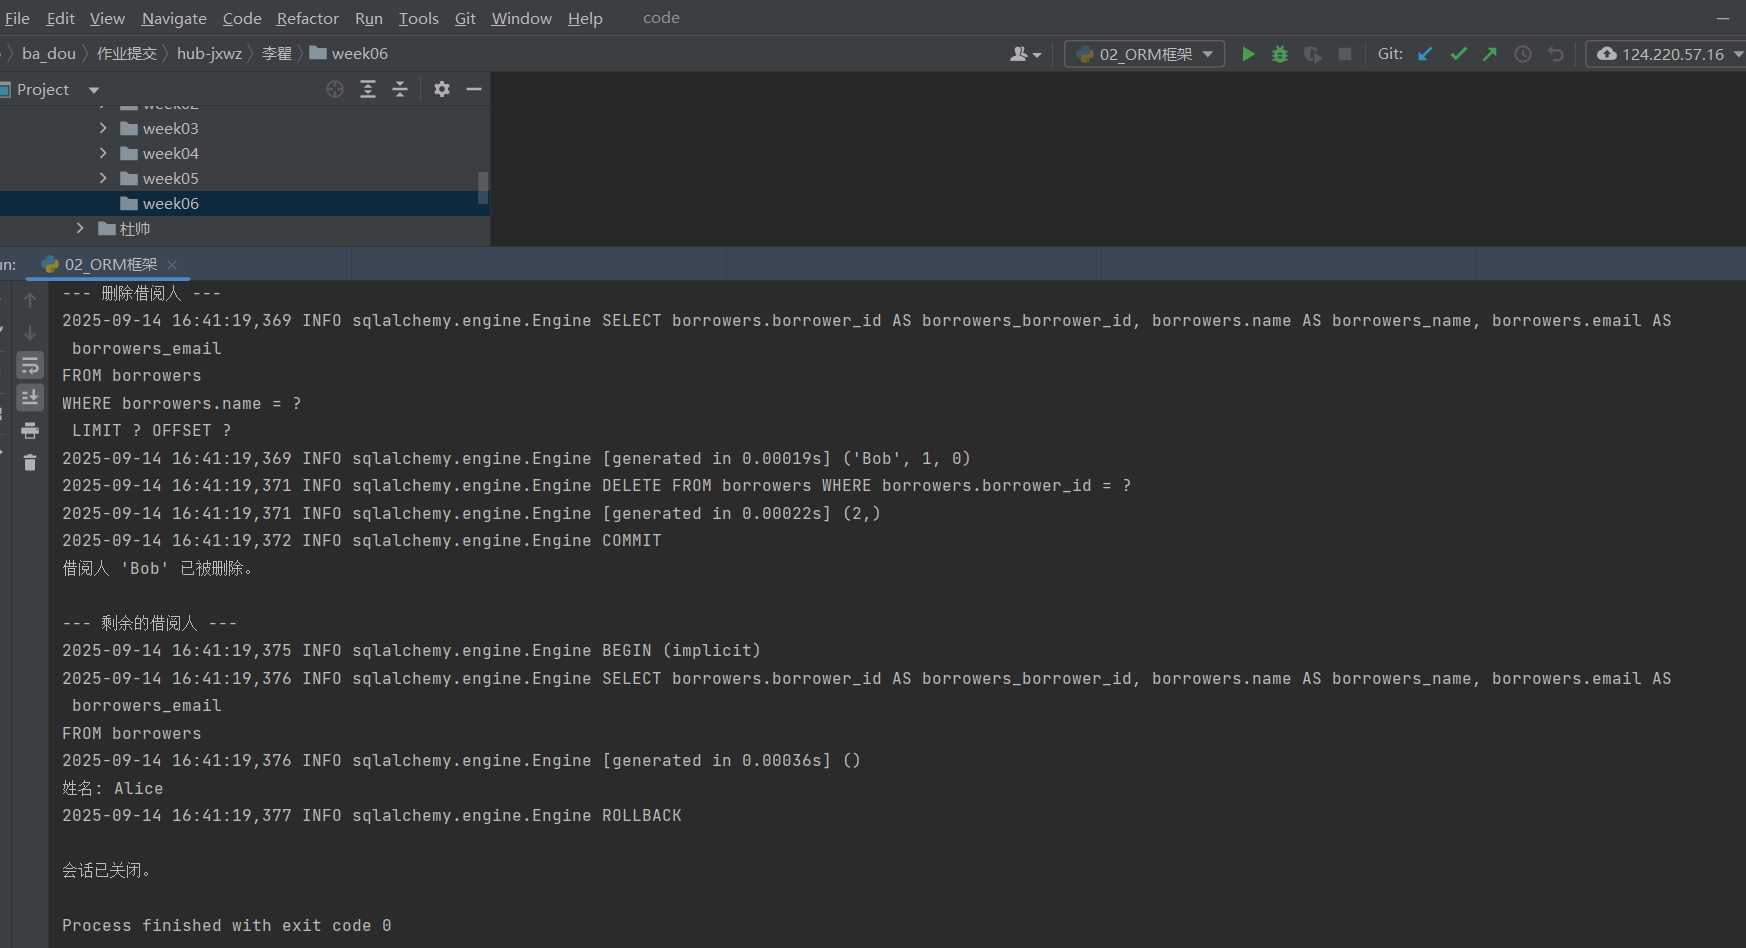 File Edit View Navigate Code Refactor Run Tools Git Window Help code
ba_dou 作业提交 hub-jxwz 李瞿 week06 02_ORM框架 Git: 124.220.57.16
Project
week02
week03
week04
week05
week06
杜帅
un: 02_ORM框架
--- 删除借阅人 ---
2025-09-14 16:41:19,369 INFO sqlalchemy.engine.Engine SELECT borrowers.borrower_id AS borrowers_borrower_id, borrowers.name AS borrowers_name, borrowers.email AS
borrowers_email
FROM borrowers
WHERE borrowers.name = ?
LIMIT ? OFFSET ?
2025-09-14 16:41:19,369 INFO sqlalchemy.engine.Engine [generated in 0.00019s] ('Bob', 1, 0)
2025-09-14 16:41:19,371 INFO sqlalchemy.engine.Engine DELETE FROM borrowers WHERE borrowers.borrower_id = ?
2025-09-14 16:41:19,371 INFO sqlalchemy.engine.Engine [generated in 0.00022s] (2,)
2025-09-14 16:41:19,372 INFO sqlalchemy.engine.Engine COMMIT
借阅人 'Bob' 已被删除。
--- 剩余的借阅人 ---
2025-09-14 16:41:19,375 INFO sqlalchemy.engine.Engine BEGIN (implicit)
2025-09-14 16:41:19,376 INFO sqlalchemy.engine.Engine SELECT borrowers.borrower_id AS borrowers_borrower_id, borrowers.name AS borrowers_name, borrowers.email AS
borrowers_email
FROM borrowers
2025-09-14 16:41:19,376 INFO sqlalchemy.engine.Engine [generated in 0.00036s] ()
姓名: Alice
2025-09-14 16:41:19,377 INFO sqlalchemy.engine.Engine ROLLBACK
会话已关闭。
Process finished with exit code 0